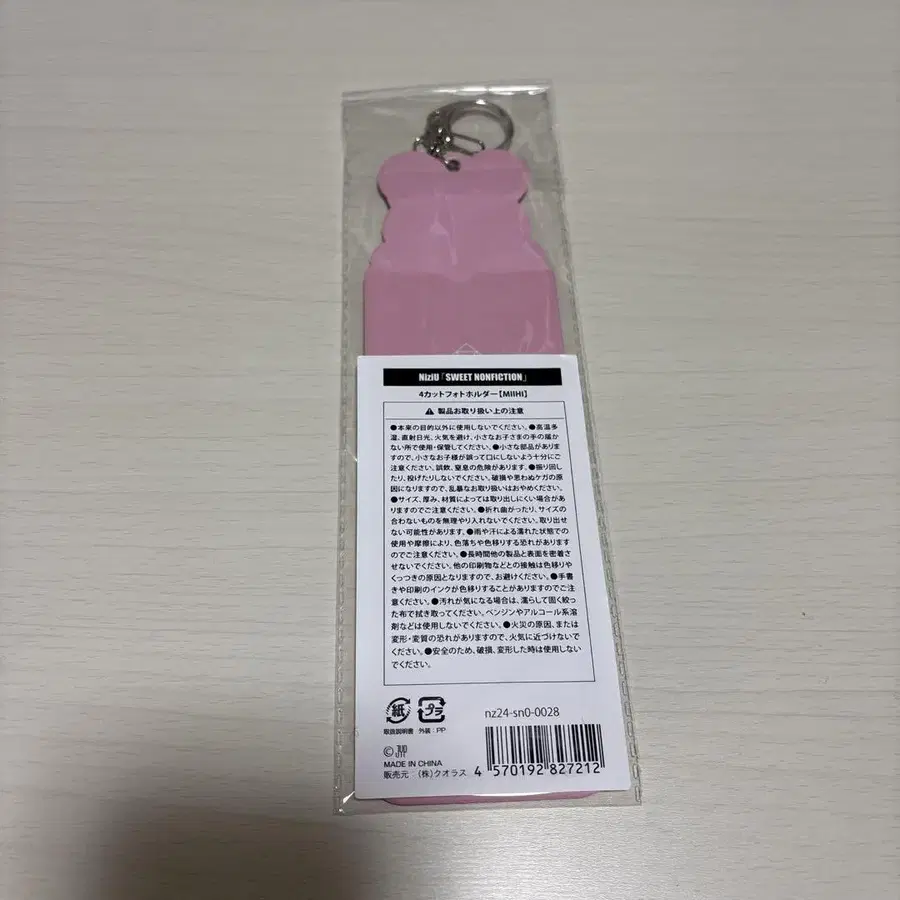 NiziU「SWEET NONFICTION」
4カットフォトホルダー【MIIHI】
⚠ 製品お取り扱い上の注意
●本来の目的以外に使用しないでください。●高温多
湿、直射日光、火気を避け、小さなお子さまの手の届か
ない所で使用・保管してください。●小さな部品がありま
すので、小さなお子様が誤って口にしないよう十分にご
注意ください。誤飲、窒息の危険があります。●振り回し
たり、投げたりしないでください。破損や思わぬケガの原
因になりますので、乱暴なお取り扱いはおやめください。
●サイズ、厚み、材質によっては取り出しにくい場合があ
りますのでご注意ください。●折れ曲がったり、サイズの
合わないものを無理やり入れないでください。取り出せ
ない可能性があります。●雨や汗による濡れた状態での
使用や摩擦により、色落ちや色移りする恐れがあります
のでご注意ください。●長時間他の製品と表面を密着さ
せないでください。他の印刷物などとの接触は色移りや
くっつきの原因となりますので、お避けください。●手書
きや印刷のインクが色移りすることがありますのでご注
意ください。●汚れが気になる場合は、濡らして固く絞っ
た布で拭き取ってください。ベンジンやアルコール系溶
剤などは使用しないでください。●火災の原因、または
変形・変質の恐れがありますので、火気に近づけないで
ください。●安全のため、破損、変形した時は使用しない
でください。
紙 プラ nz24-sn0-0028
取扱説明書 外装：PP
©
MADE IN CHINA
販売元：(株)クオラス 4 570192 827212